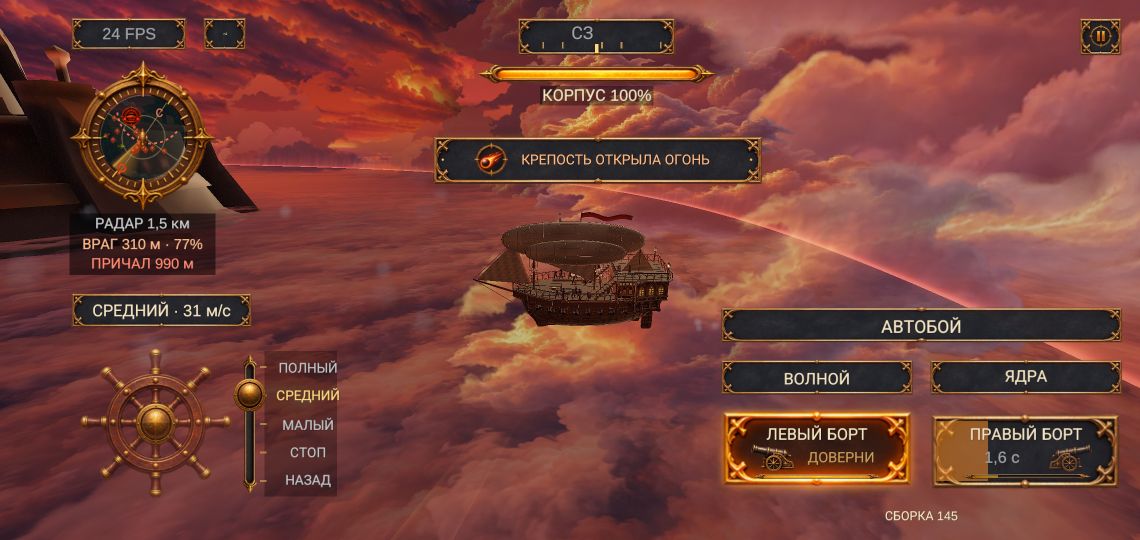 24 FPS
~
СЗ
КОРПУС 100%
С
КРЕПОСТЬ ОТКРЫЛА ОГОНЬ
РАДАР 1,5 км
ВРАГ 310 м · 77%
ПРИЧАЛ 990 м
СРЕДНИЙ · 31 м/с
ПОЛНЫЙ
СРЕДНИЙ
МАЛЫЙ
СТОП
НАЗАД
АВТОБОЙ
ВОЛНОЙ
ЯДРА
ЛЕВЫЙ БОРТ
ДОВЕРНИ
ПРАВЫЙ БОРТ
1,6 с
СБОРКА 145